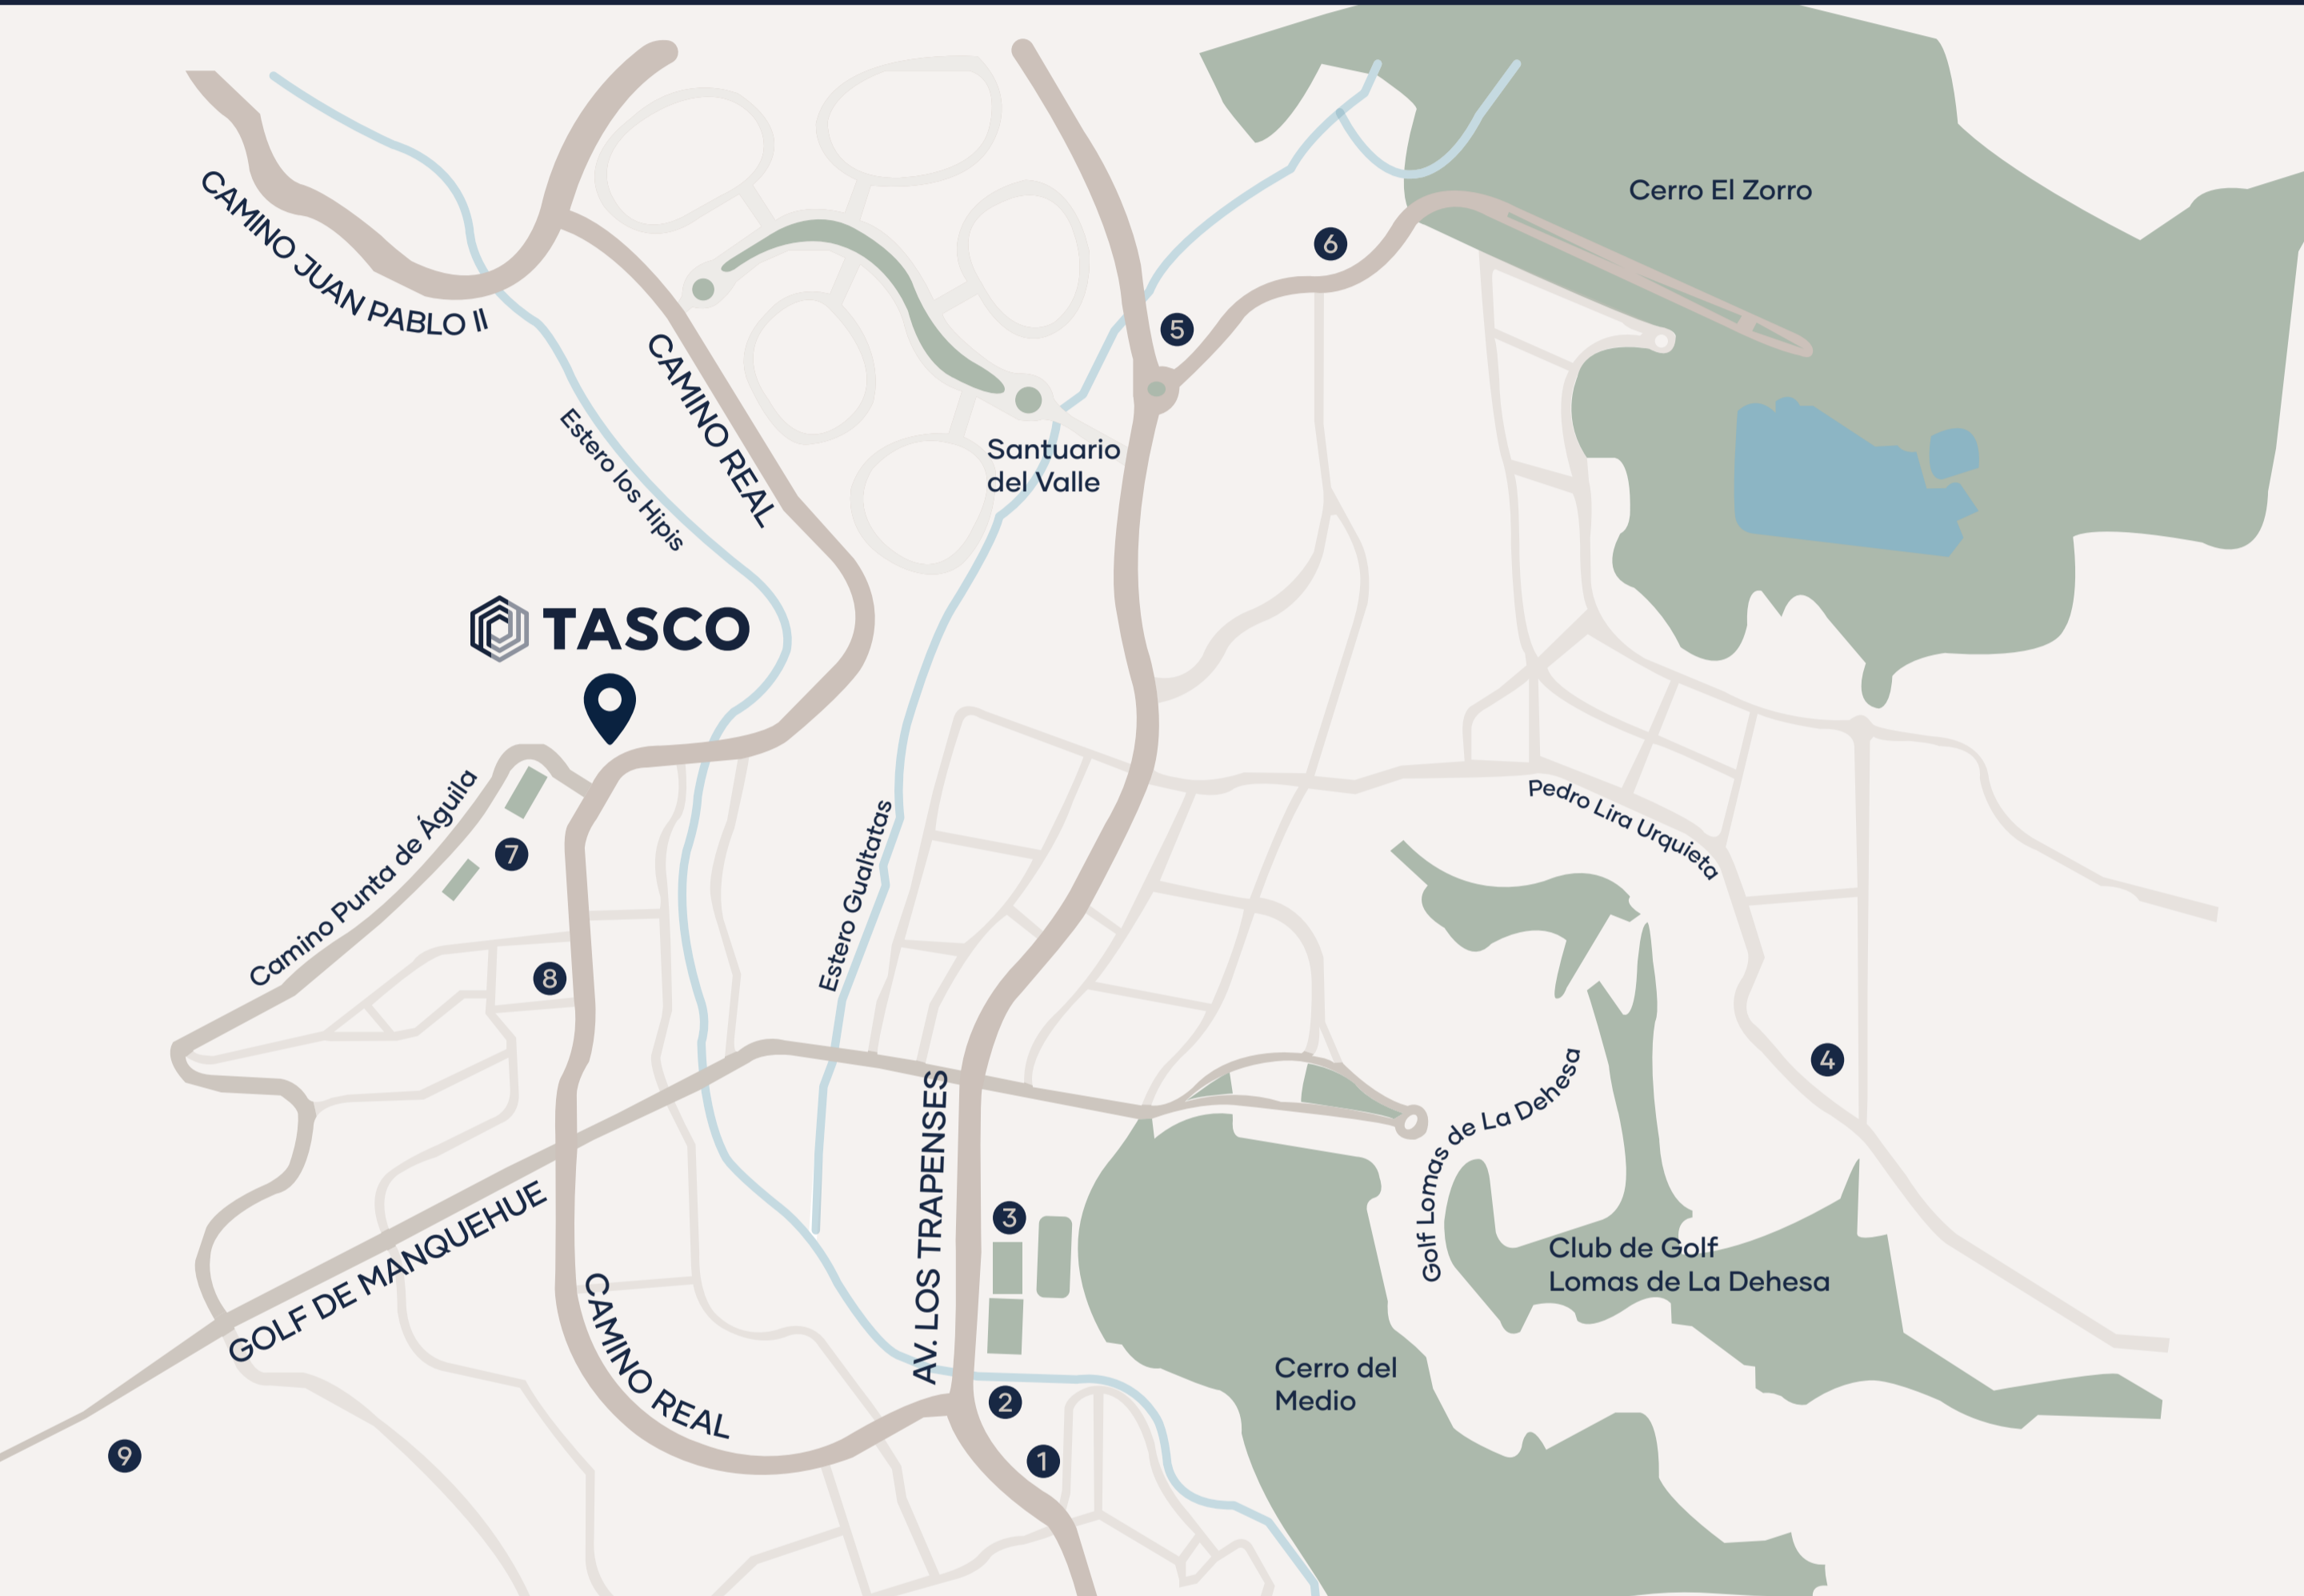 Cerro El Zorro
CAMINO JUAN PABLO II
6
5
CAMINO REAL
Santuario
del Valle
Estero los Hipis
TASCO
Pedro Lira Urquieta
Camino Punta de Águila
7
Estero Gualtatas
8
4
Golf Lomas de La Dehesa
AV. LOS TRAPENSES
3
GOLF DE MANQUEHUE
Club de Golf
Lomas de La Dehesa
CAMINO REAL
Cerro del
Medio
2
1
9